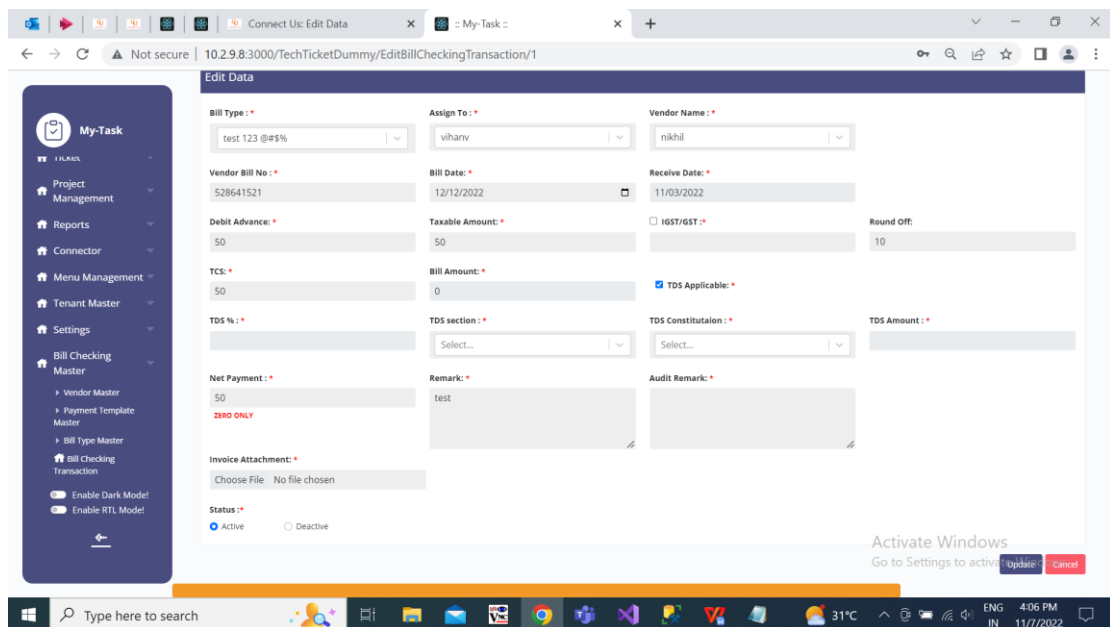 Connect Us: Edit Data
:: My-Task ::
Not secure | 10.2.9.8:3000/TechTicketDummy/EditBillCheckingTransaction/1
Edit Data
My-Task
Ticket
Project
Management
Reports
Connector
Menu Management
Tenant Master
Settings
Bill Checking
Master
Vendor Master
Payment Template
Master
Bill Type Master
Bill Checking
Transaction
Enable Dark Mode!
Enable RTL Mode!
Bill Type : * Assign To : * Vendor Name : *
test 123 @#$% vihanv nikhil
Vendor Bill No : * Bill Date: * Receive Date: *
528641521 12/12/2022 11/03/2022
Debit Advance: * Taxable Amount: * IGST/GST :* Round Off:
50 50 10
TCS: * Bill Amount: * TDS Applicable: *
50 0
TDS % : * TDS section : * TDS Constitutaion : * TDS Amount : *
Select... Select...
Net Payment : * Remark: * Audit Remark: *
50 test
ZERO ONLY
Invoice Attachment: *
Choose File No file chosen
Status :*
Active Deactive
Activate Windows
Go to Settings to activate Windows.
Update Cancel
Type here to search
31°C
ENG 4:06 PM
IN 11/7/2022